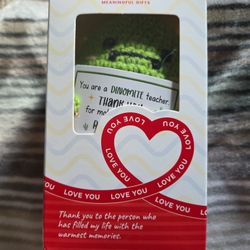 MEANINGFUL GIFTS
You are a DINOMITE teacher
THANK YOU
for ma
LOVE YOU
LOVE YOU
LOVE YOU
LOVE YOU
LOVE YOU
LOVE YOU
Thank you to the person who
has filled my life with the
warmest memories.